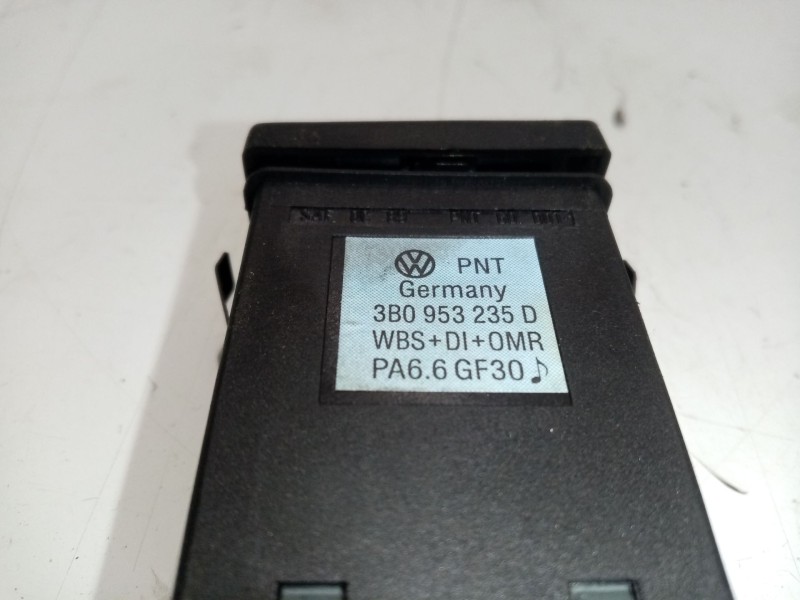 PNT
Germany
3B0 953 235 D
WBS+DI+OMR
PA6.6 GF30